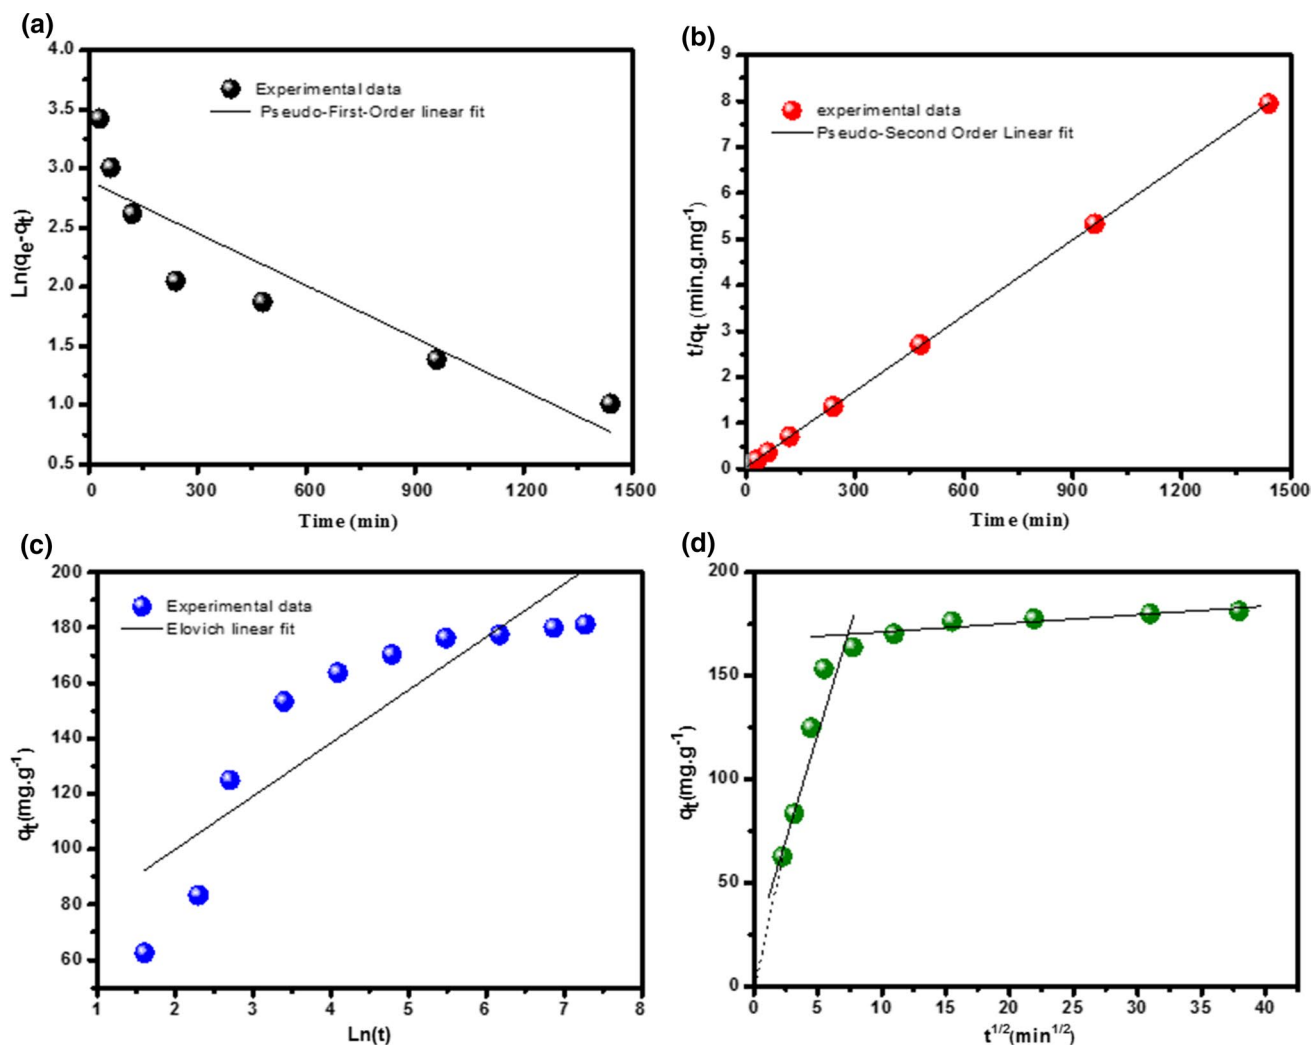 (a)
4.0
3.5
3.0
2.5
2.0
1.5
1.0
0.5
Ln(qe-qt)
Experimental data
Pseudo-First-Order linear fit
0 300 600 900 1200 1500
Time (min)
(b)
9
8
7
6
5
4
3
2
1
0
t/qt (min.g.mg-1)
experimental data
Pseudo-Second Order Linear fit
0 300 600 900 1200 1500
Time (min)
(c)
200
180
160
140
120
100
80
60
qt(mg.g-1)
Experimental data
Elovich linear fit
1 2 3 4 5 6 7 8
Ln(t)
(d)
200
150
100
50
0
qt(mg.g-1)
0 5 10 15 20 25 30 35 40
t1/2(min1/2)